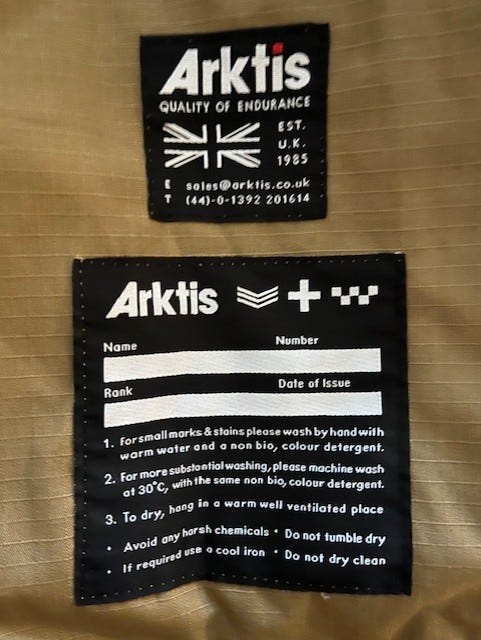 Arktis
QUALITY OF ENDURANCE
EST.
U.K.
1985
E sales@arktis.co.uk
T (44)-0-1392 201614
Arktis
Name Number
Rank Date of Issue
1. For small marks & stains please wash by hand with
warm water and a non bio, colour detergent.
2. For more substantial washing, please machine wash
at 30°C, with the same non bio, colour detergent.
3. To dry, hang in a warm well ventilated place
• Avoid any harsh chemicals • Do not tumble dry
• If required use a cool iron • Do not dry clean